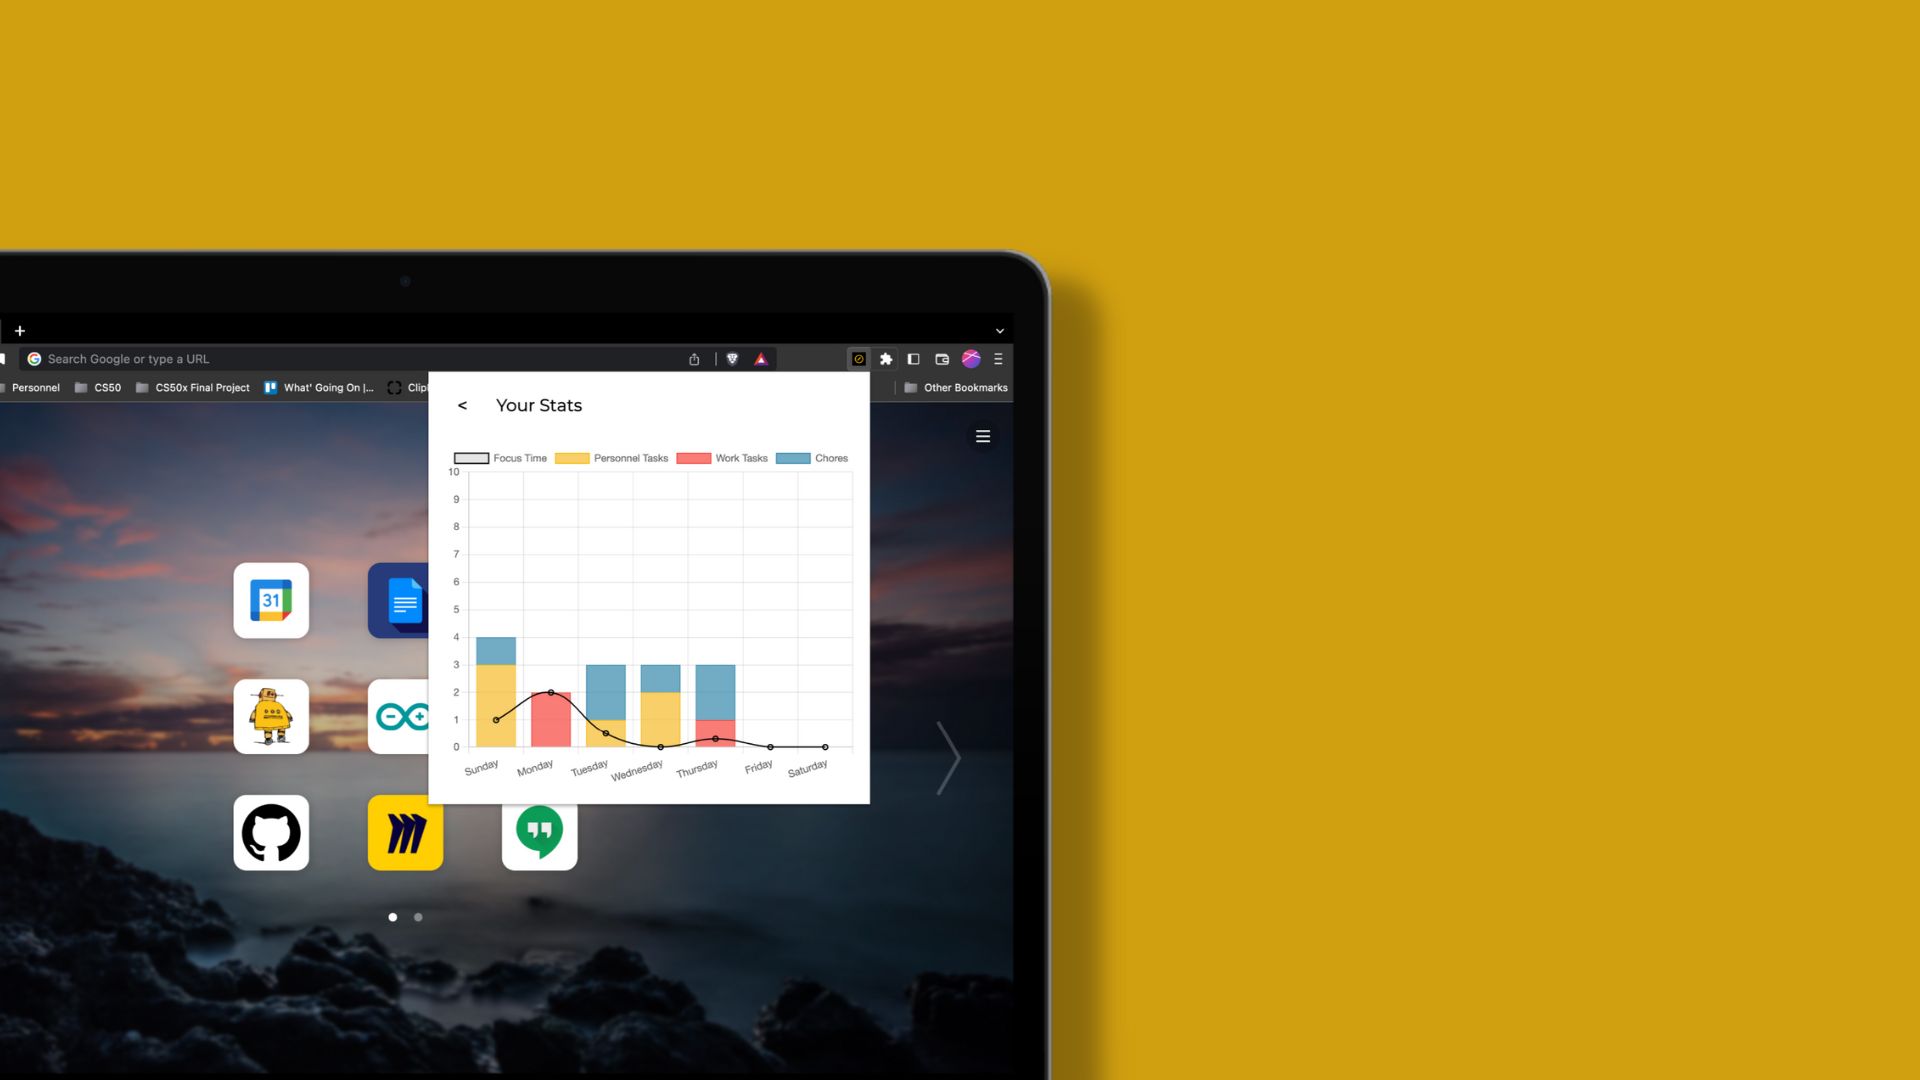 +
Search Google or type a URL
Personnel CS50 CS50x Final Project What' Going On |... Other Bookmarks
< Your Stats
Focus Time Personnel Tasks Work Tasks Chores
10
9
8
7
6
5
4
3
2
1
0
Sunday Monday Tuesday Wednesday Thursday Friday Saturday
31